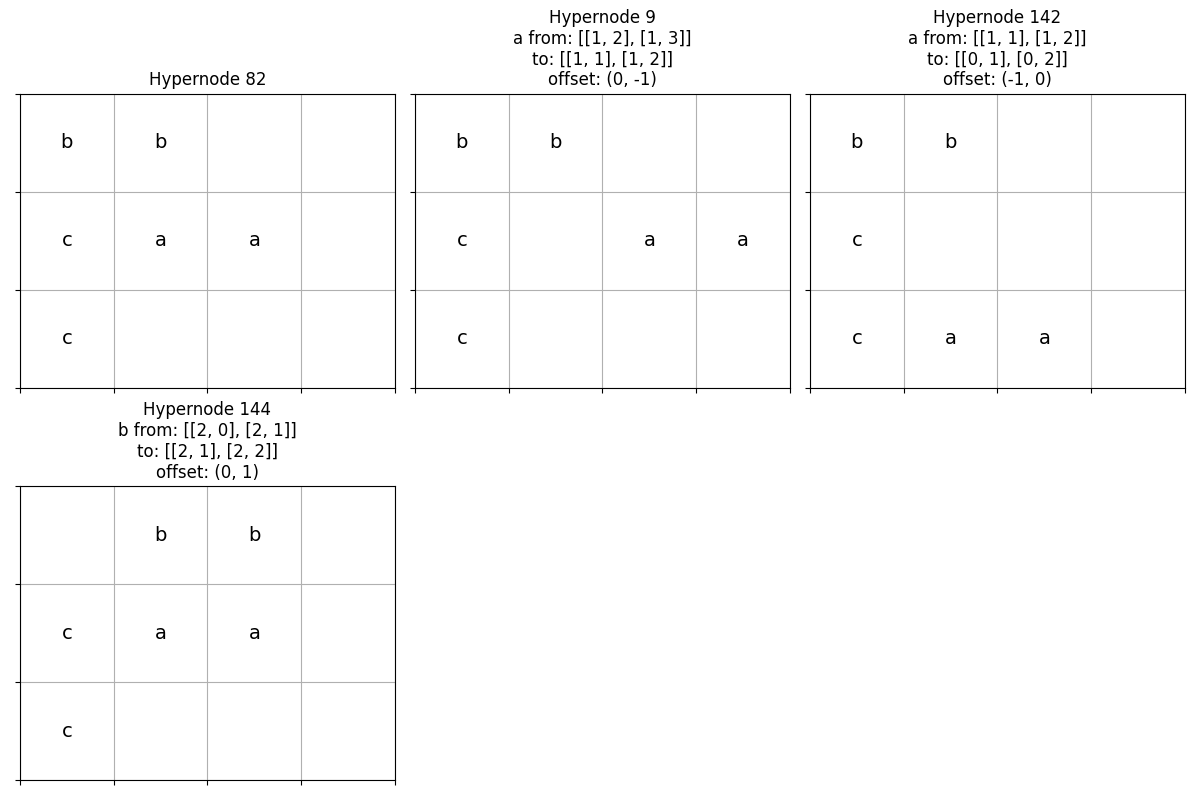 Hypernode 82
b b
c a a
c
Hypernode 9
a from: [[1, 2], [1, 3]]
to: [[1, 1], [1, 2]]
offset: (0, -1)
b b
c a a
c
Hypernode 142
a from: [[1, 1], [1, 2]]
to: [[0, 1], [0, 2]]
offset: (-1, 0)
b b
c
c a a
Hypernode 144
b from: [[2, 0], [2, 1]]
to: [[2, 1], [2, 2]]
offset: (0, 1)
b b
c a a
c